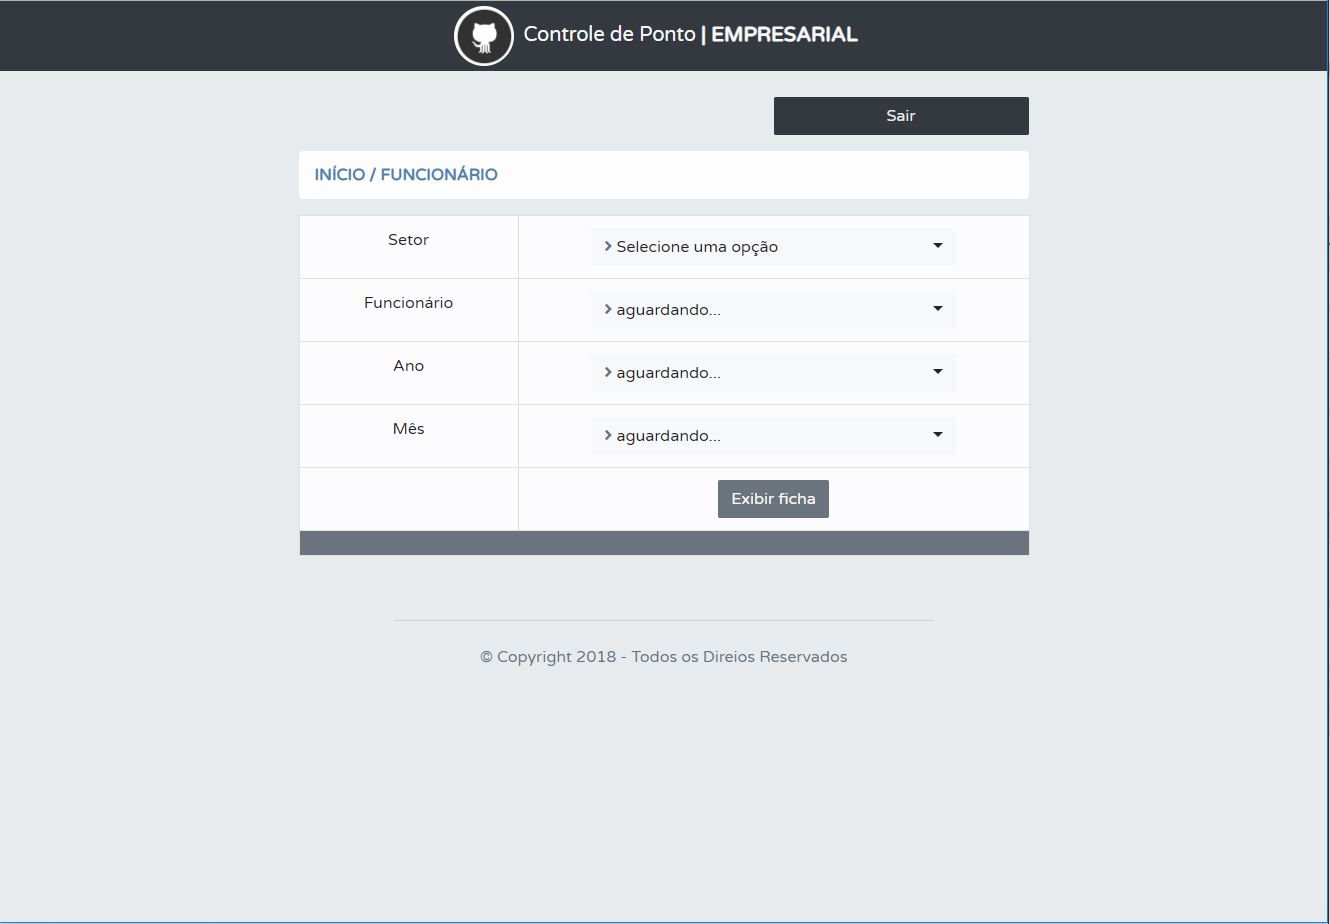 Controle de Ponto | EMPRESARIAL
Sair
INÍCIO / FUNCIONÁRIO
Setor
Selecione uma opção
Funcionário
aguardando...
Ano
aguardando...
Mês
aguardando...
Exibir ficha
© Copyright 2018 - Todos os Direios Reservados